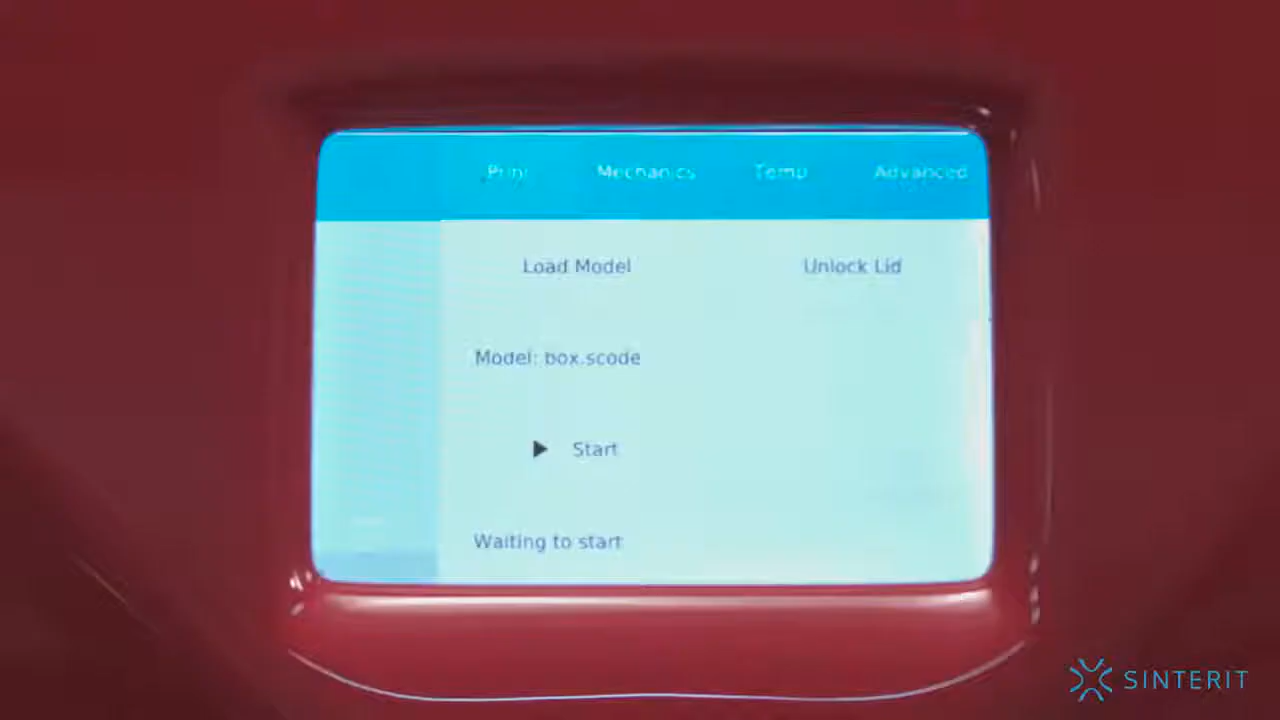 Print Mechanics Temp Advanced
Load Model Unlock Lid
Model: box.scode
Start
Waiting to start
SINTERIT